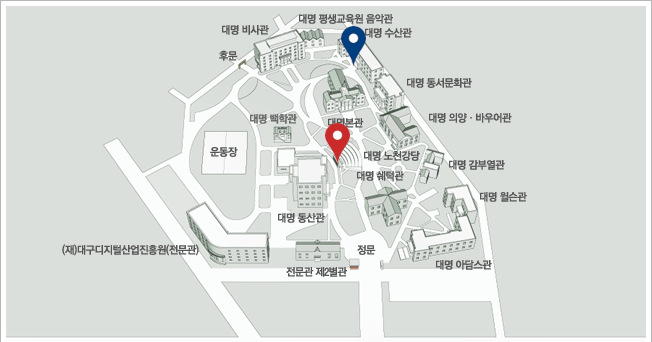 대명 평생교육원 음악관
대명 비사관
대명 수산관
후문
대명 동서문화관
대명 백학관
대명본관
대명 의양 · 바우어관
운동장
대명 노천강당
대명 감부열관
대명 쉐턱관
대명 월슨관
대명 동산관
(재)대구디지털산업진흥원(전문관)
정문
전문관 제2별관
대명 아담스관